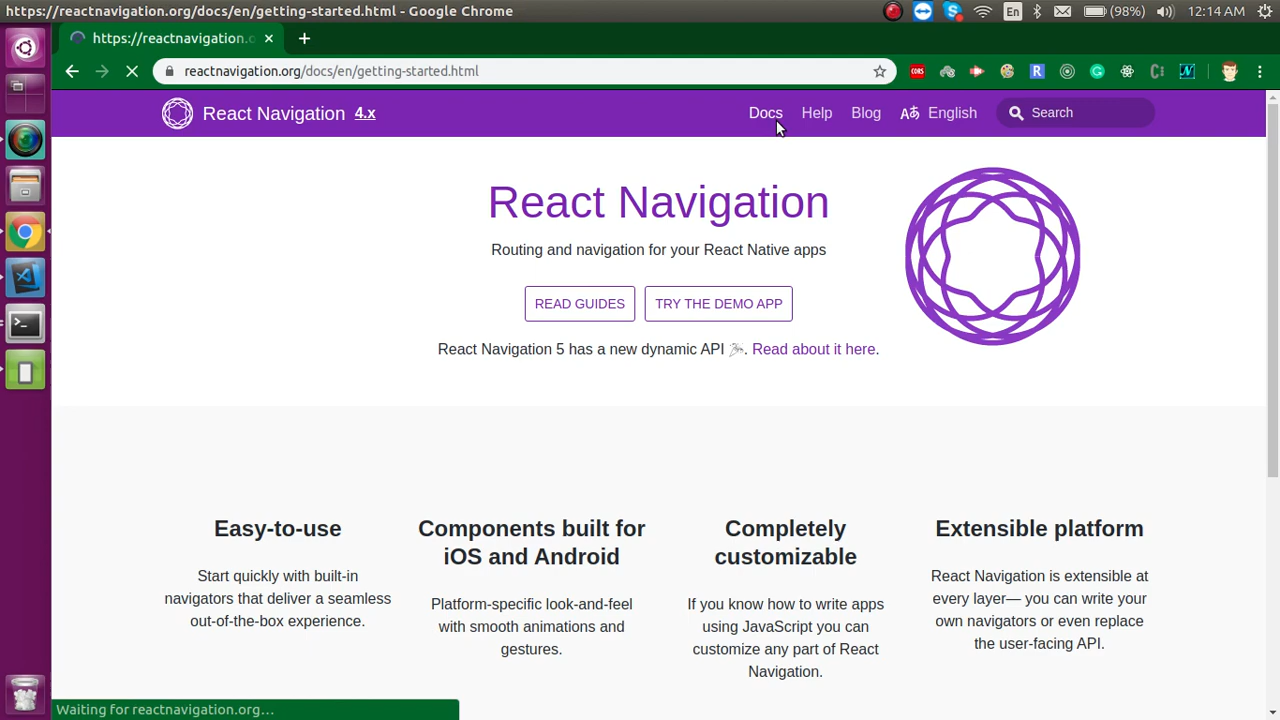 https://reactnavigation.org/docs/en/getting-started.html - Google Chrome
En
(98%)
12:14 AM
https://reactnavigation.o
reactnavigation.org/docs/en/getting-started.html
CORS
R
React Navigation 4.x
Docs
Help
Blog
English
Search
React Navigation
Routing and navigation for your React Native apps
READ GUIDES
TRY THE DEMO APP
React Navigation 5 has a new dynamic API 🎉. Read about it here.
Easy-to-use
Start quickly with built-in
navigators that deliver a seamless
out-of-the-box experience.
Components built for
iOS and Android
Platform-specific look-and-feel
with smooth animations and
gestures.
Completely
customizable
If you know how to write apps
using JavaScript you can
customize any part of React
Navigation.
Extensible platform
React Navigation is extensible at
every layer— you can write your
own navigators or even replace
the user-facing API.
Waiting for reactnavigation.org...